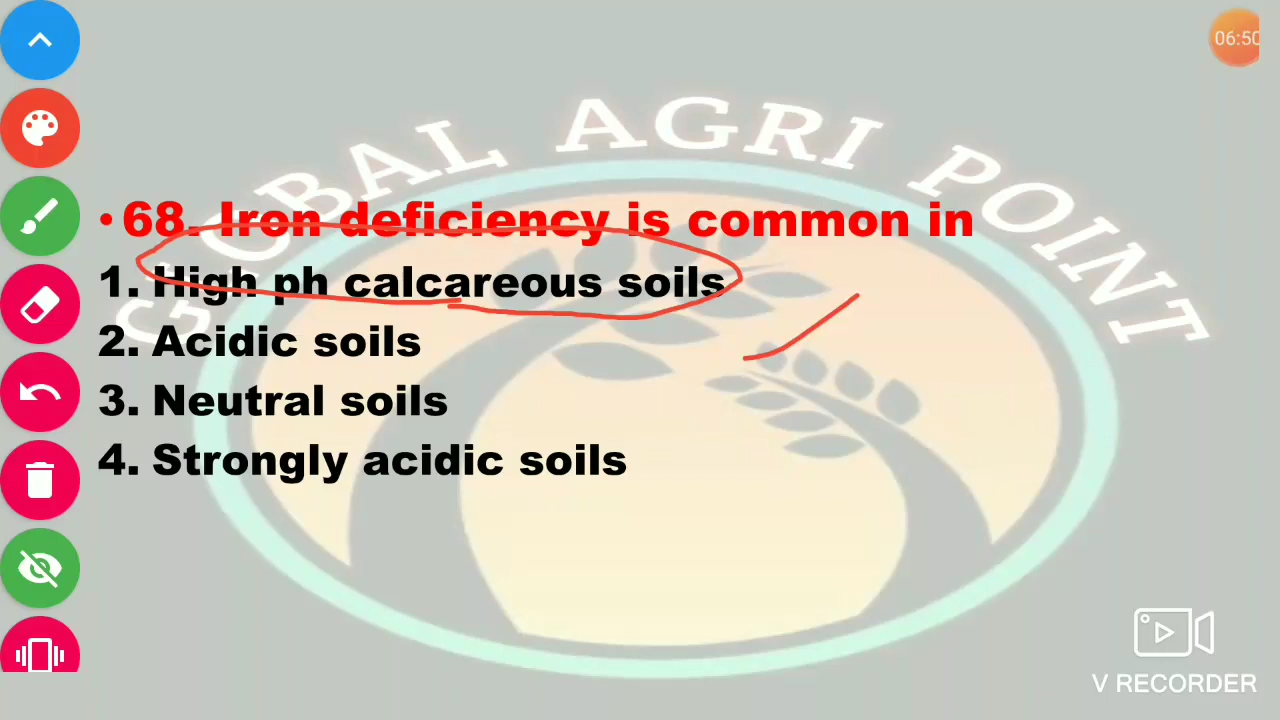 06:50
GLOBAL AGRI POINT
• 68. Iron deficiency is common in
1. High ph calcareous soils
2. Acidic soils
3. Neutral soils
4. Strongly acidic soils
V RECORDER